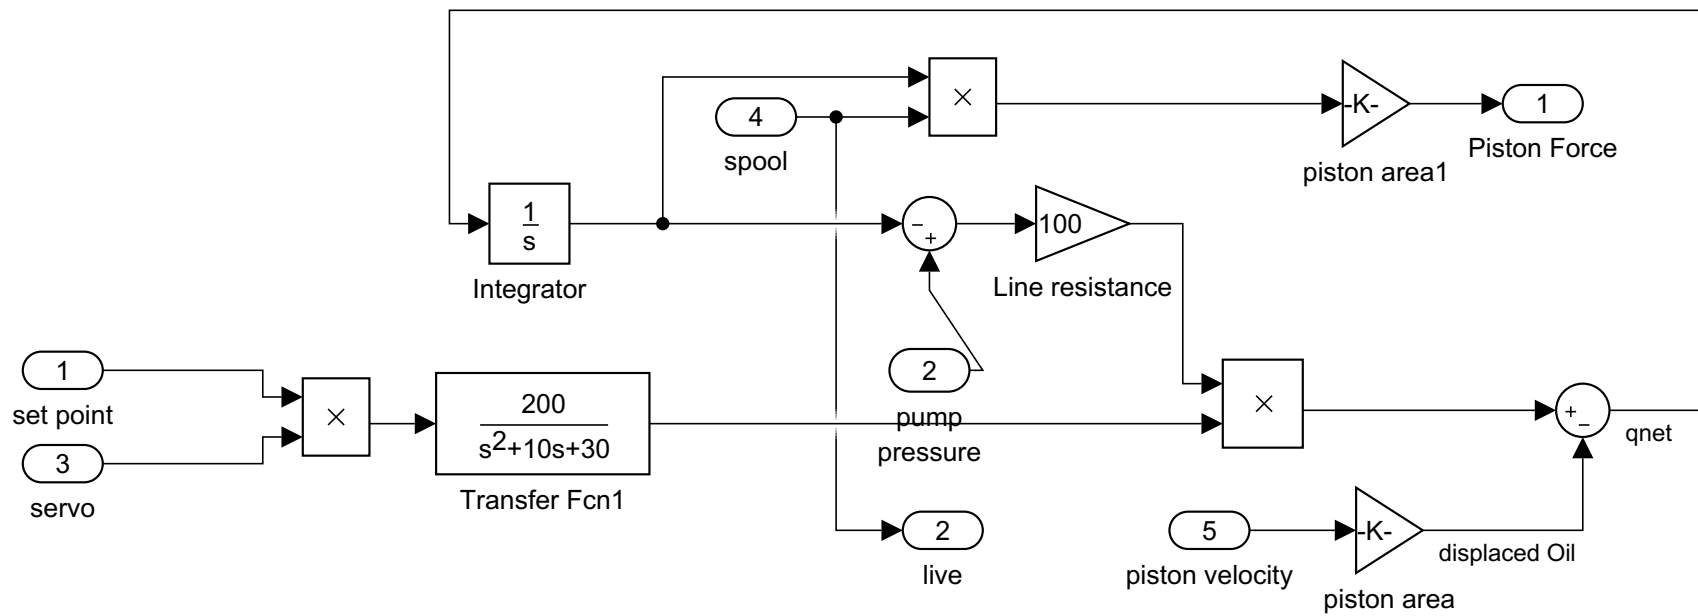 ×
4
spool
-K-
piston area1
1
Piston Force
1
s
Integrator
−
+
100
Line resistance
1
set point
3
servo
×
200
s2+10s+30
Transfer Fcn1
2
pump
pressure
×
+
−
qnet
2
live
5
piston velocity
-K-
piston area
displaced Oil